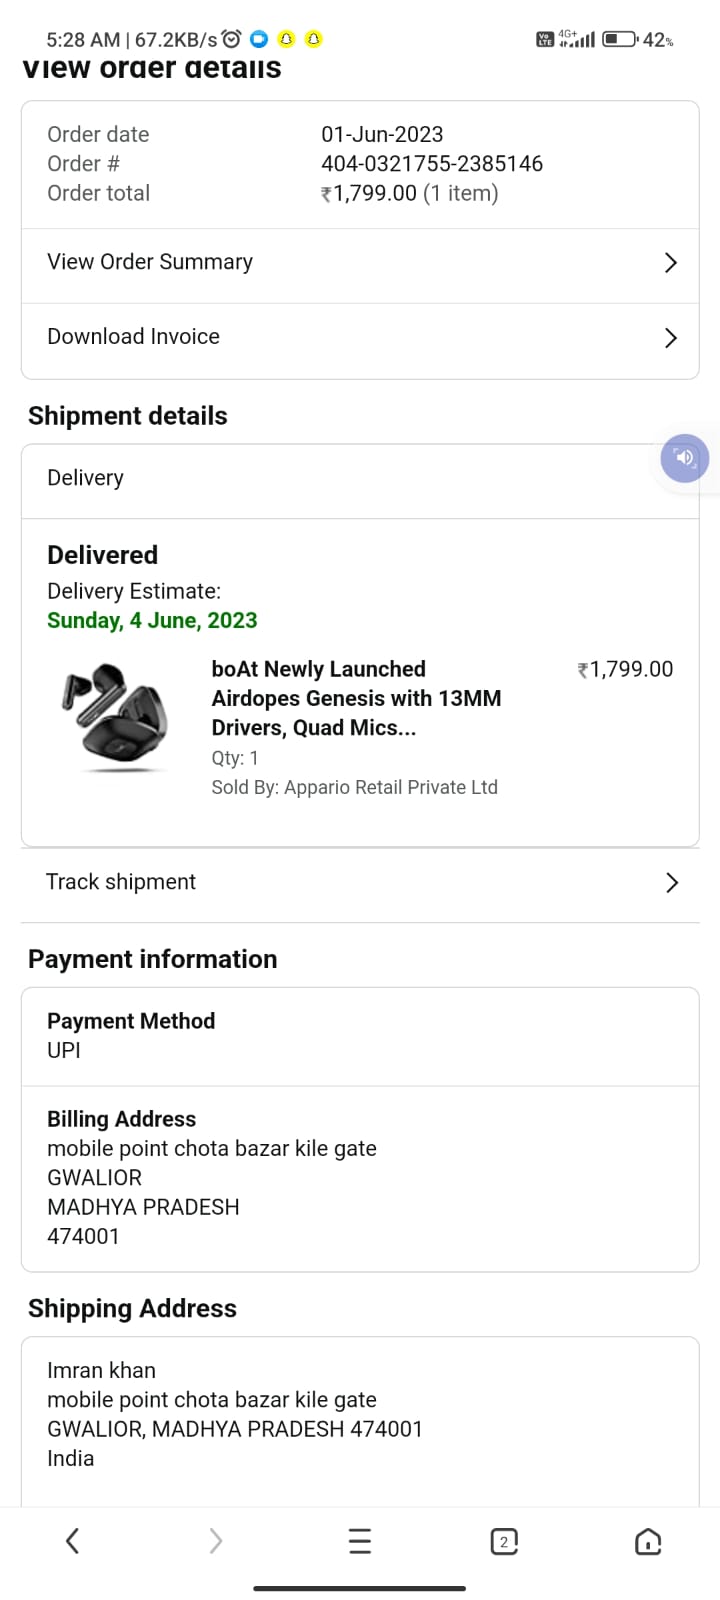 5:28 AM | 67.2KB/s
Vo LTE 4G+ 42%
View order details
Order date 01-Jun-2023
Order # 404-0321755-2385146
Order total ₹1,799.00 (1 item)
View Order Summary
Download Invoice
Shipment details
Delivery
Delivered
Delivery Estimate:
Sunday, 4 June, 2023
boAt Newly Launched ₹1,799.00
Airdopes Genesis with 13MM
Drivers, Quad Mics...
Qty: 1
Sold By: Appario Retail Private Ltd
Track shipment
Payment information
Payment Method
UPI
Billing Address
mobile point chota bazar kile gate
GWALIOR
MADHYA PRADESH
474001
Shipping Address
Imran khan
mobile point chota bazar kile gate
GWALIOR, MADHYA PRADESH 474001
India
2